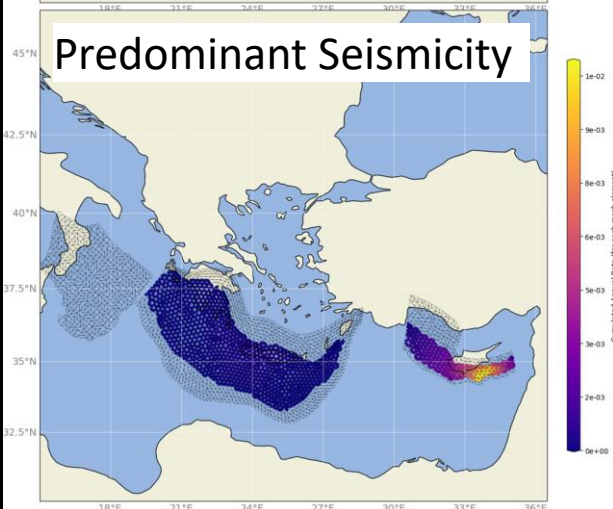 Predominant Seismicity
45°N
42.5°N
40°N
37.5°N
35°N
32.5°N
18°E
21°E
24°E
27°E
30°E
33°E
36°E
1e-02
9e-03
8e-03
6e-03
5e-03
3e-03
2e-03
0e+00